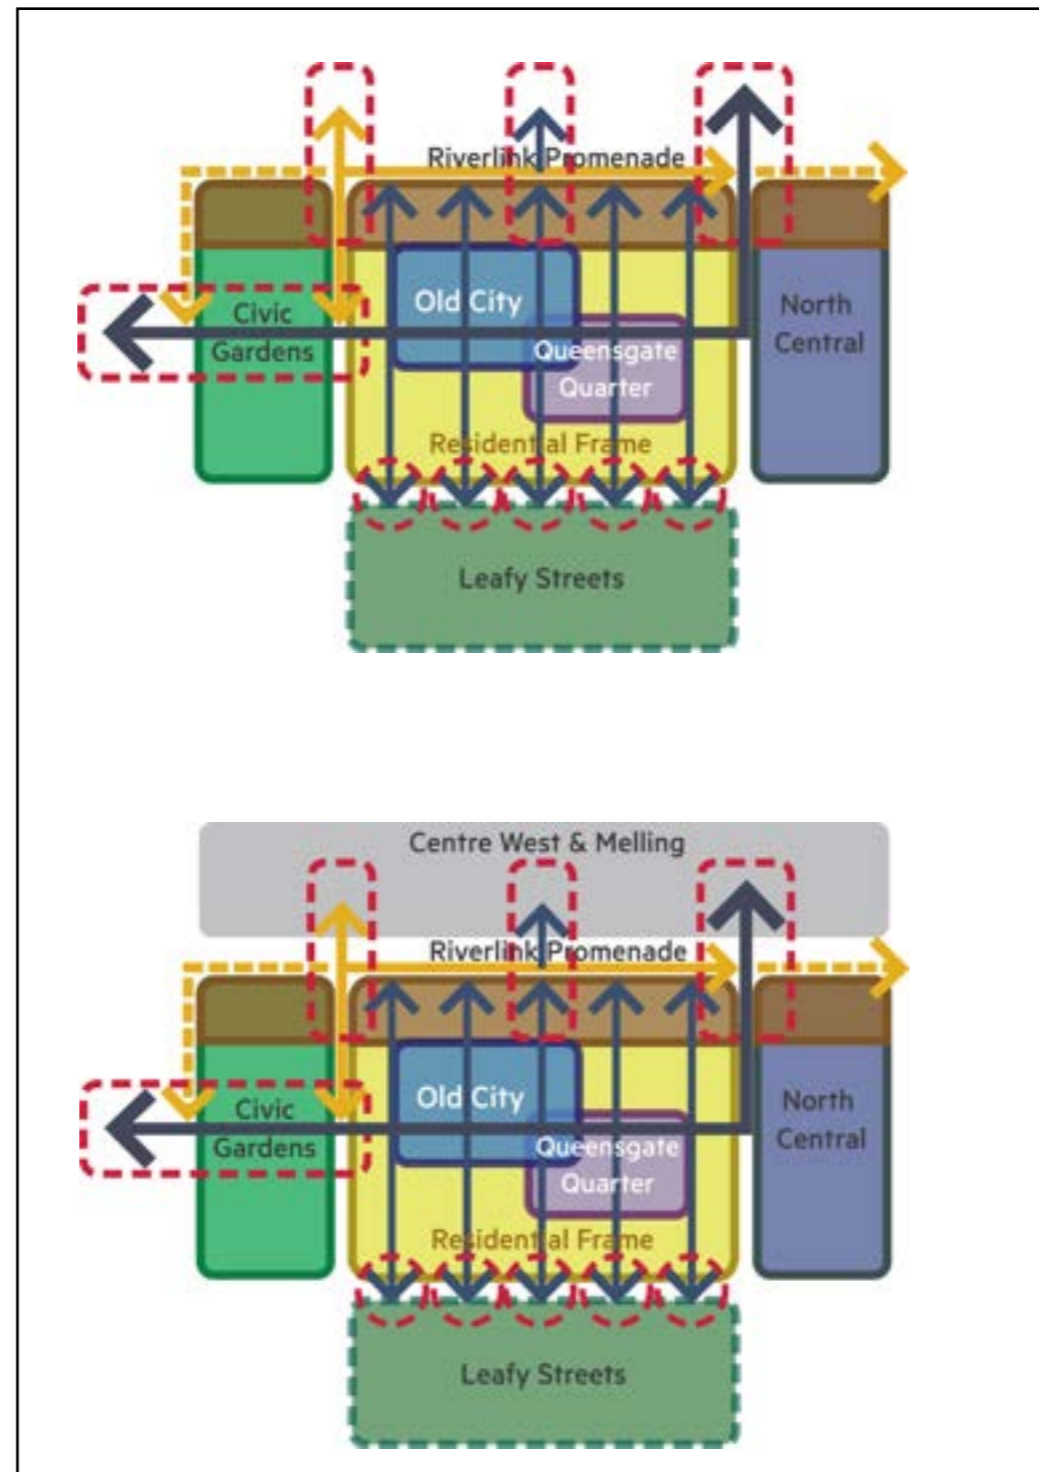 Riverlink Promenade
Old City
Civic
Gardens
North
Central
Queensgate
Quarter
Residential Frame
Leafy Streets
Centre West & Melling
Riverlink Promenade
Old City
Civic
Gardens
North
Central
Queensgate
Quarter
Residential Frame
Leafy Streets